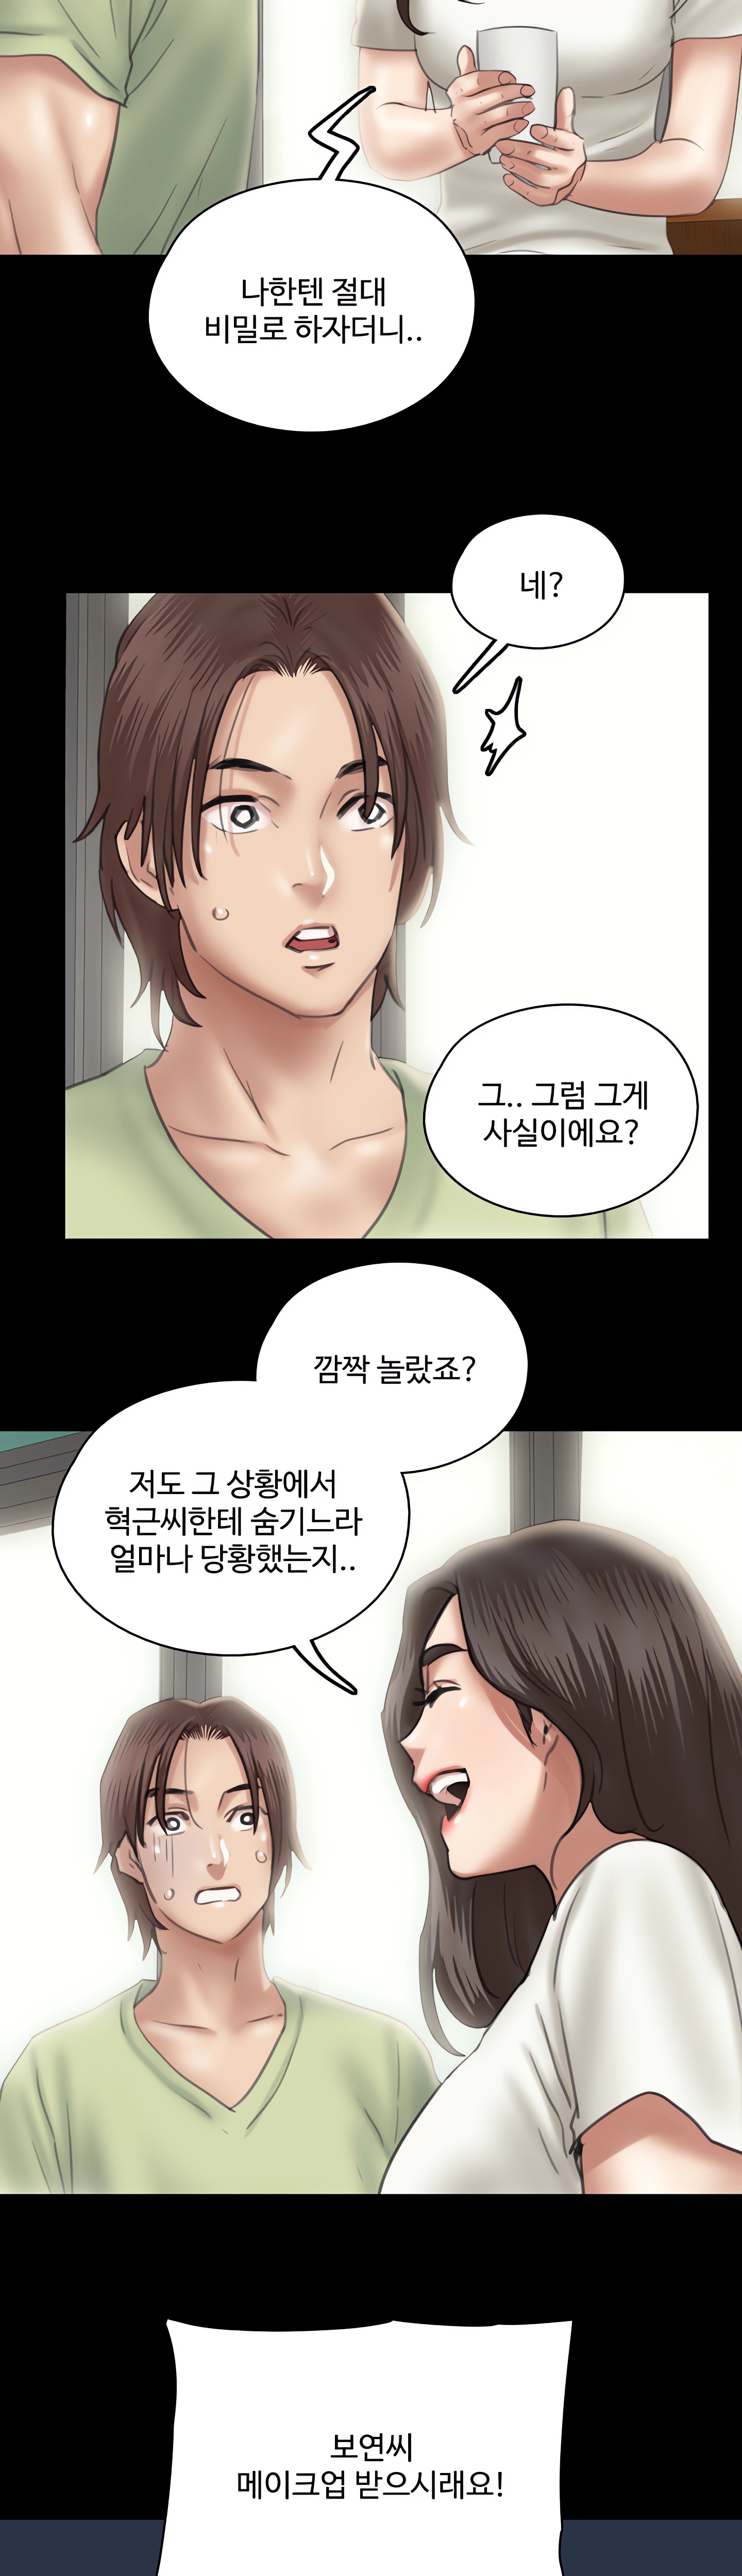 나한텐 절대
비밀로 하자더니..
네?
그.. 그럼 그게
사실이에요?
깜짝 놀랐죠?
저도 그 상황에서
혁근씨한테 숨기느라
얼마나 당황했는지..
보연씨
메이크업 받으시래요!